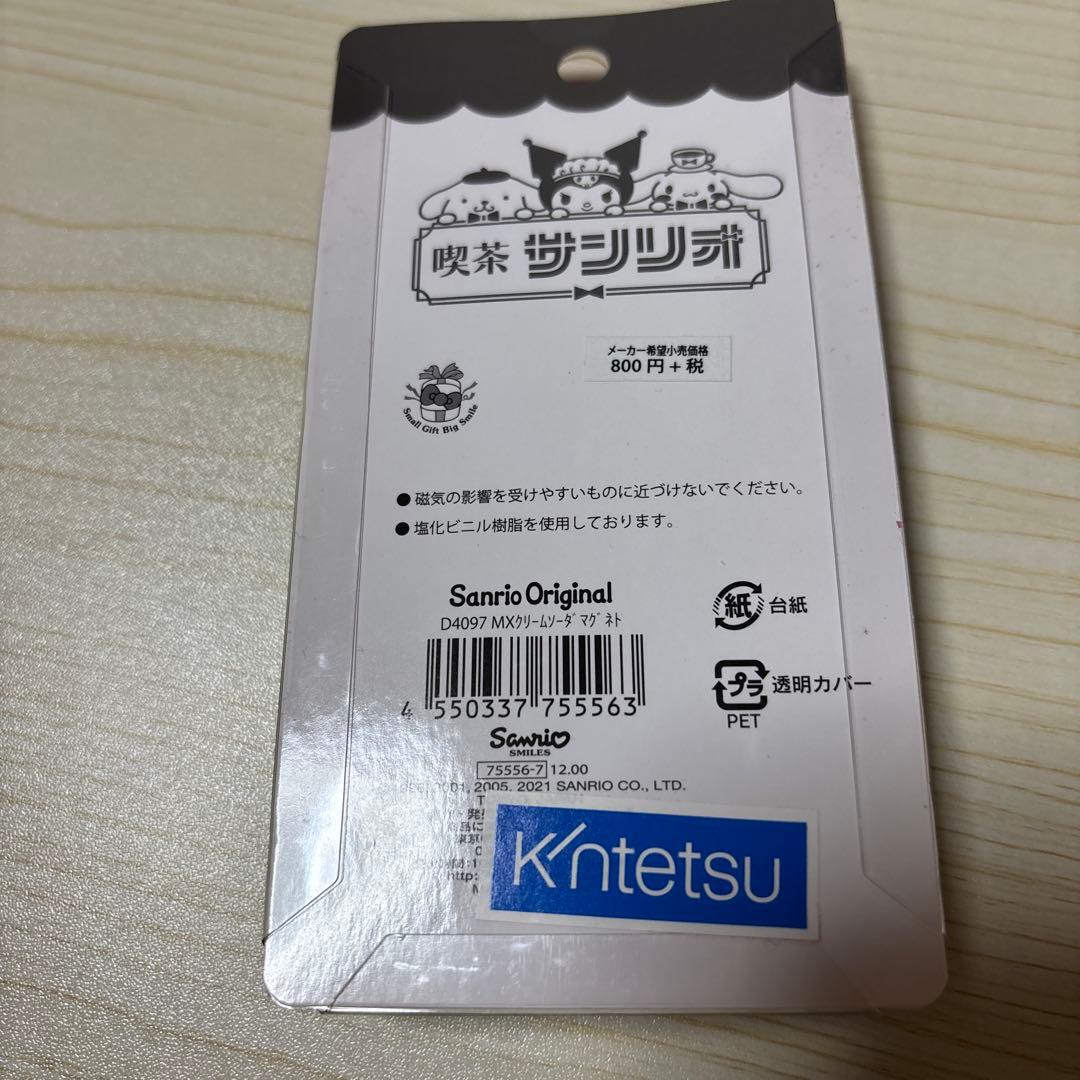 喫茶 サンリオ
メーカー希望小売価格
800 円 + 税
Small Gift Big Smile
● 磁気の影響を受けやすいものに近づけないでください。
● 塩化ビニル樹脂を使用しております。
Sanrio Original
D4097 MXクリームソーダマグネト
紙 台紙
4 550337 755563
プラ 透明カバー
PET
Sanrio
SMILES
75556-7 12.00
2001, 2005, 2021 SANRIO CO., LTD.
http:
Kintetsu